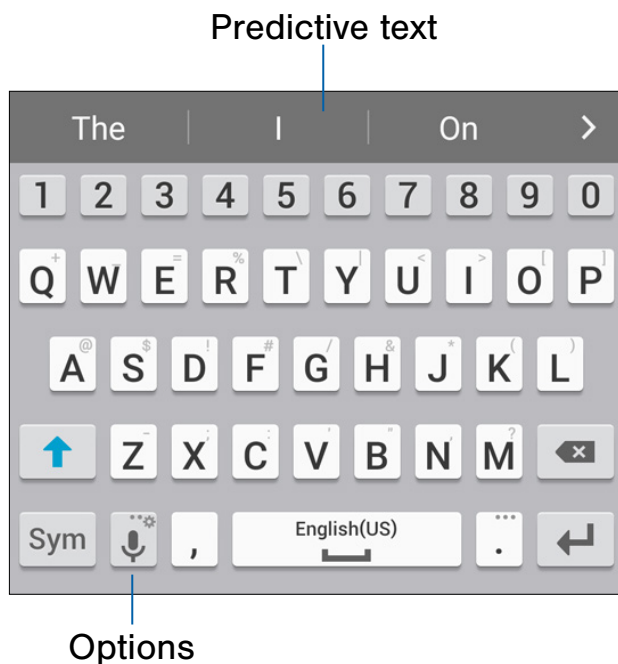 Predictive text
The I On >
1 2 3 4 5 6 7 8 9 0
+ _ = % \ | < > [ ]
Q W E R T Y U I O P
@ $ ! # / & * ( )
A S D F G H J K L
- ; : ' " , ?
Z X C V B N M
Sym , English(US) .
Options